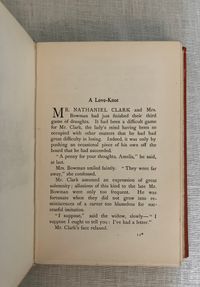 A Love-Knot
MR. NATHANIEL CLARK and Mrs.
Bowman had just finished their third
game of draughts. It had been a difficult game
for Mr. Clark, the lady's mind having been so
occupied with other matters that he had had
great difficulty in losing. Indeed, it was only by
pushing an occasional piece of his own off the
board that he had succeeded.
"A penny for your thoughts, Amelia," he said,
at last.
Mrs. Bowman smiled faintly. "They were far
away," she confessed.
Mr. Clark assumed an expression of great
solemnity; allusions of this kind to the late Mr.
Bowman were only too frequent. He was
fortunate when they did not grow into re-
miniscences of a career too blameless for suc-
cessful imitation.
"I suppose," said the widow, slowly—"I
suppose I ought to tell you: I've had a letter."
Mr. Clark's face relaxed.